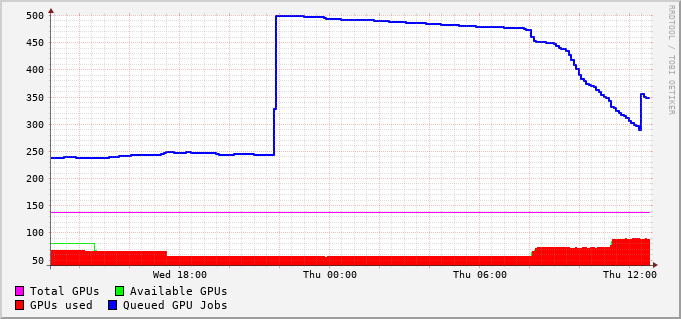 500
450
400
350
300
250
200
150
100
50
Wed 18:00 Thu 00:00 Thu 06:00 Thu 12:00
Total GPUs Available GPUs
GPUs used Queued GPU Jobs
RRDTOOL / TOBI OETIKER